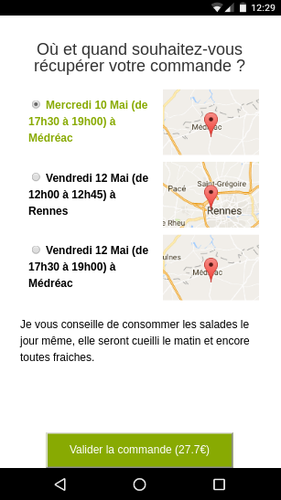 12:29
Où et quand souhaitez-vous
récupérer votre commande ?
Mercredi 10 Mai (de
17h30 à 19h00) à
Médréac
Médréac
Vendredi 12 Mai (de
12h00 à 12h45) à
Rennes
Pacé
Saint-Grégoire
Rennes
le Rheu
Vendredi 12 Mai (de
17h30 à 19h00) à
Médréac
Médréac
Je vous conseille de consommer les salades le
jour même, elle seront cueilli le matin et encore
toutes fraiches.
Valider la commande (27.7€)